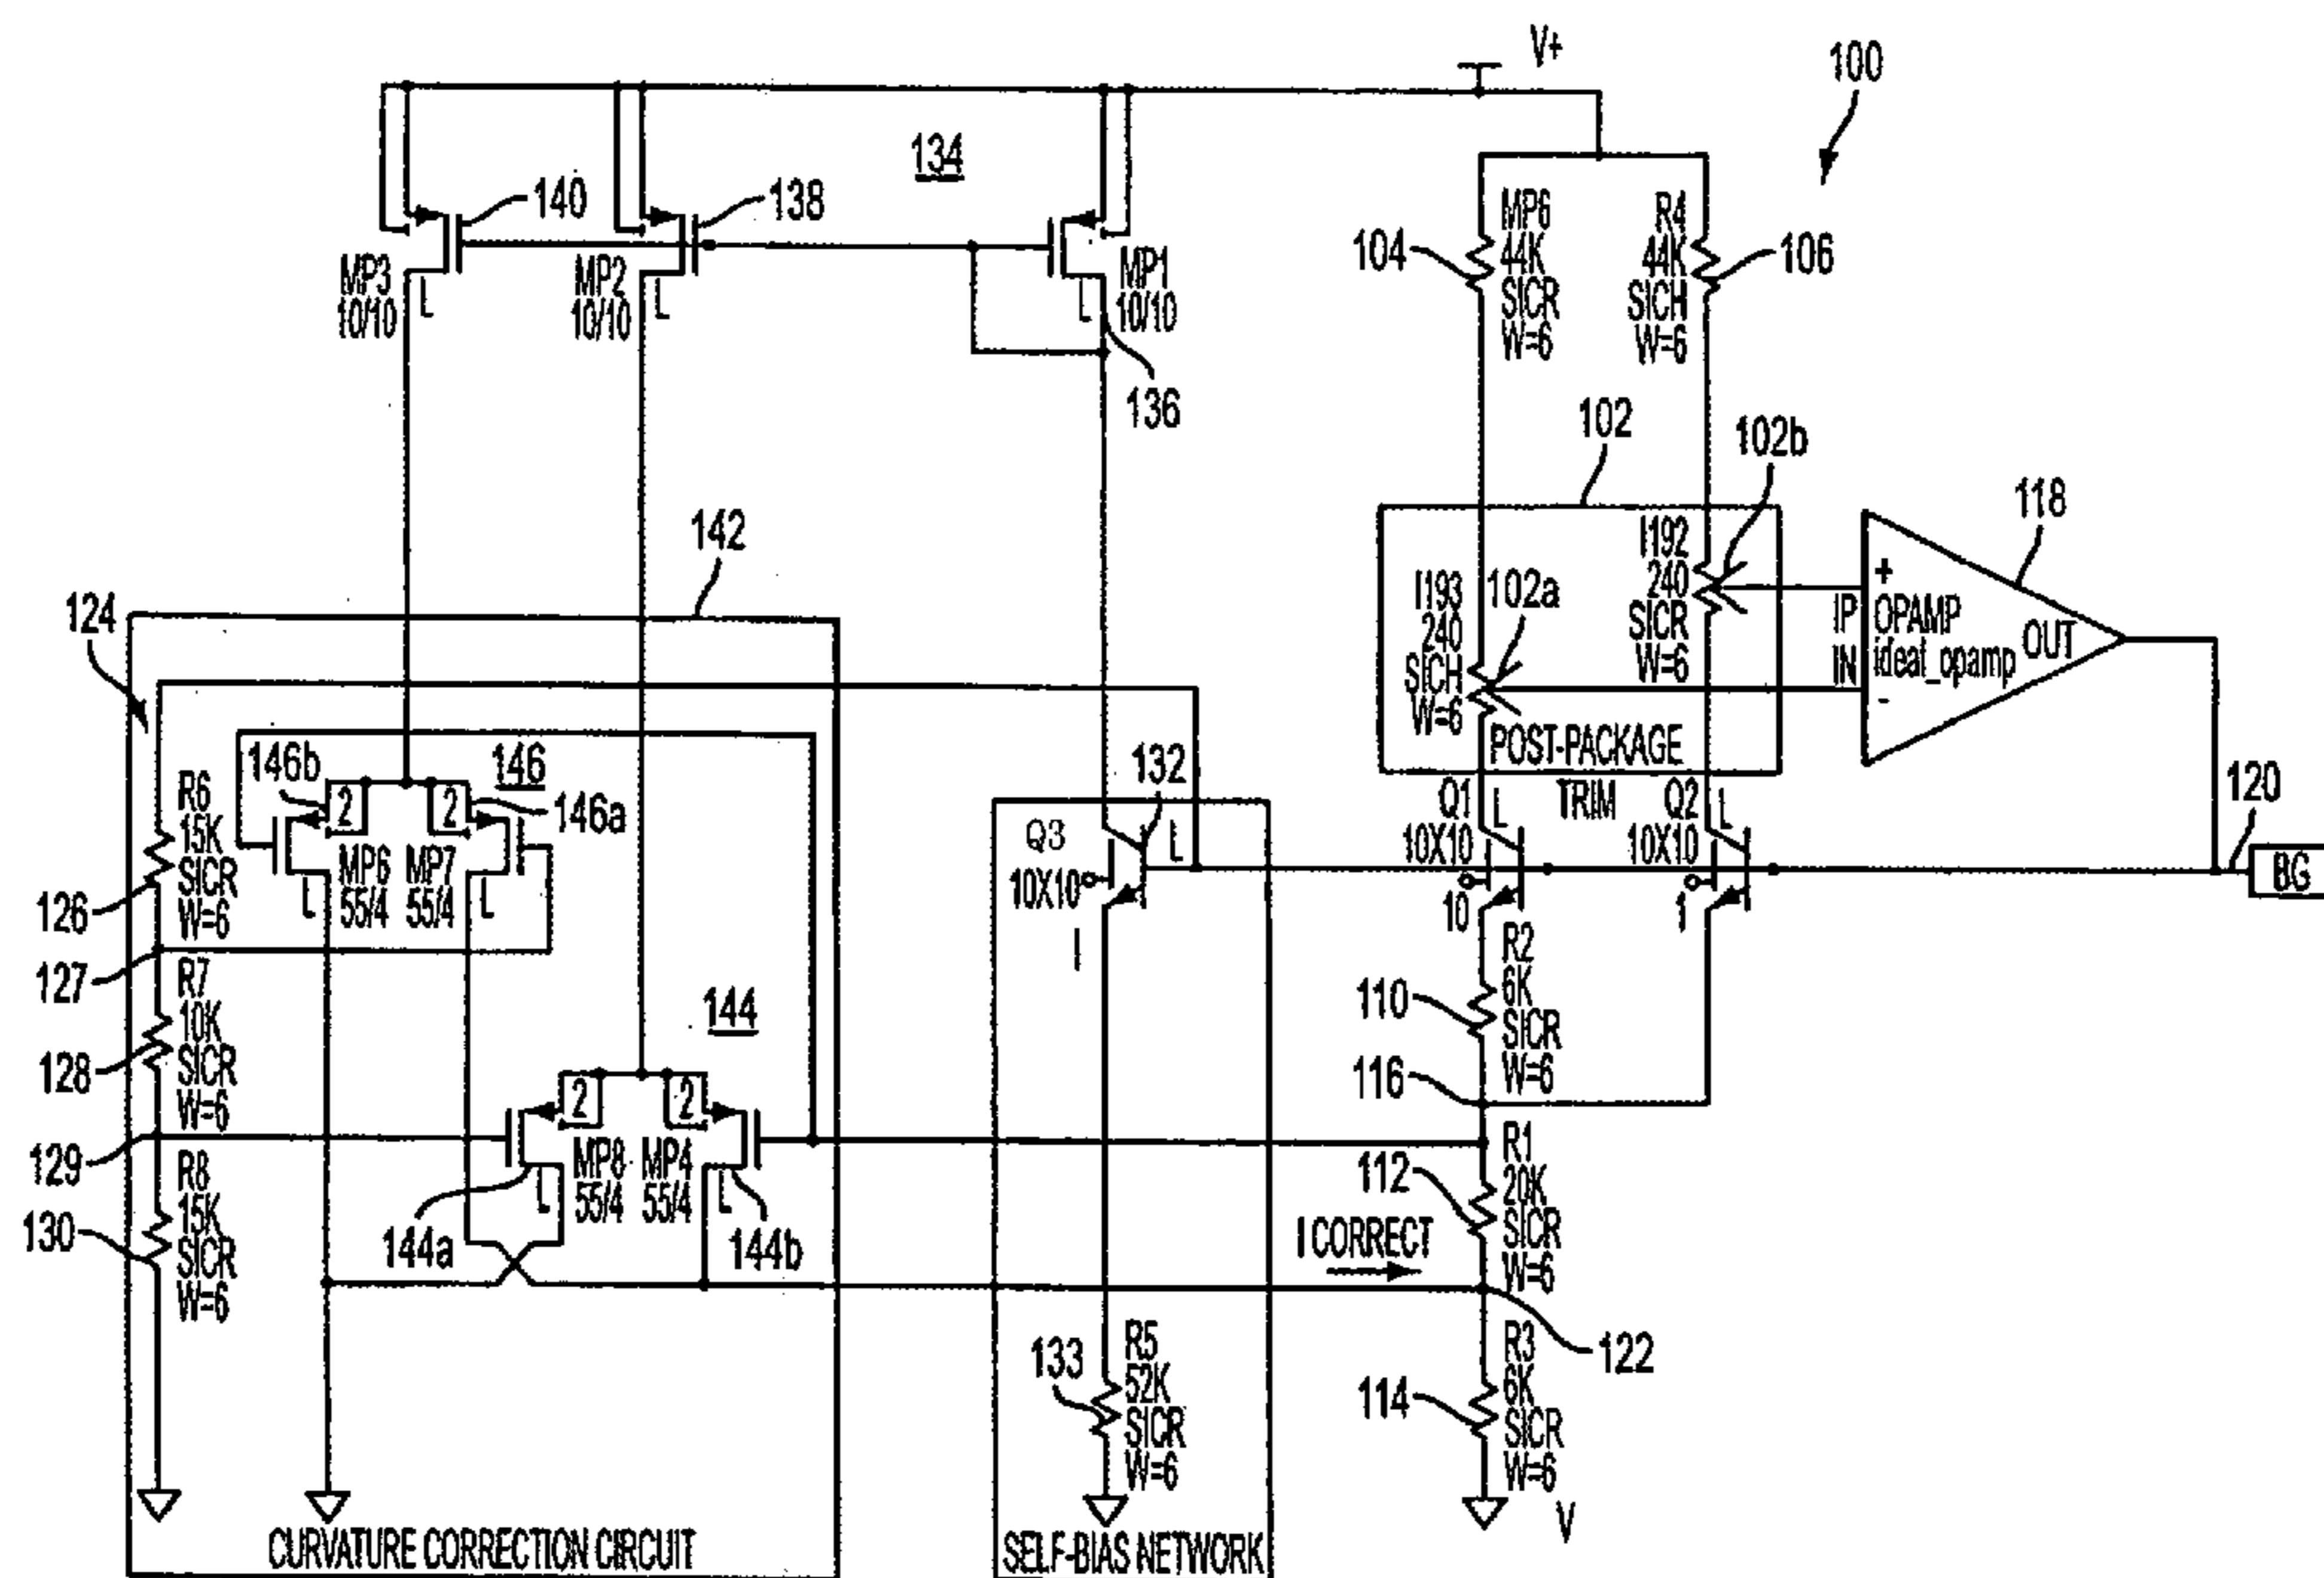 V+
100
134
140
138
MP3
10/10
L
MP2
10/10
L
MP1
10/10
L
136
104
MP6
44K
SICR
W=6
R4
44K
SICH
W=6
106
102
102b
118
142
124
I193
240
SICH
W=6
102a
I192
240
SICR
W=6
IP
IN
+
OPAMP
ideal_opamp
-
OUT
POST-PACKAGE
TRIM
146b
146
146a
2
2
MP6
55/4
L
MP7
55/4
L
R6
15K
SICR
W=6
126
127
R7
10K
SICR
W=6
128
129
R8
15K
SICR
W=6
130
132
Q3
10X10
L
I
Q1
10X10
L
10
Q2
10X10
L
1
120
BG
R2
6K
SICR
W=6
110
116
144
2
2
MP8
55/4
L
MP4
55/4
L
144a
144b
R1
20K
SICR
W=6
112
I CORRECT
122
133
R5
52K
SICR
W=6
R3
6K
SICR
W=6
114
V
CURVATURE CORRECTION CIRCUIT
SELF-BIAS NETWORK